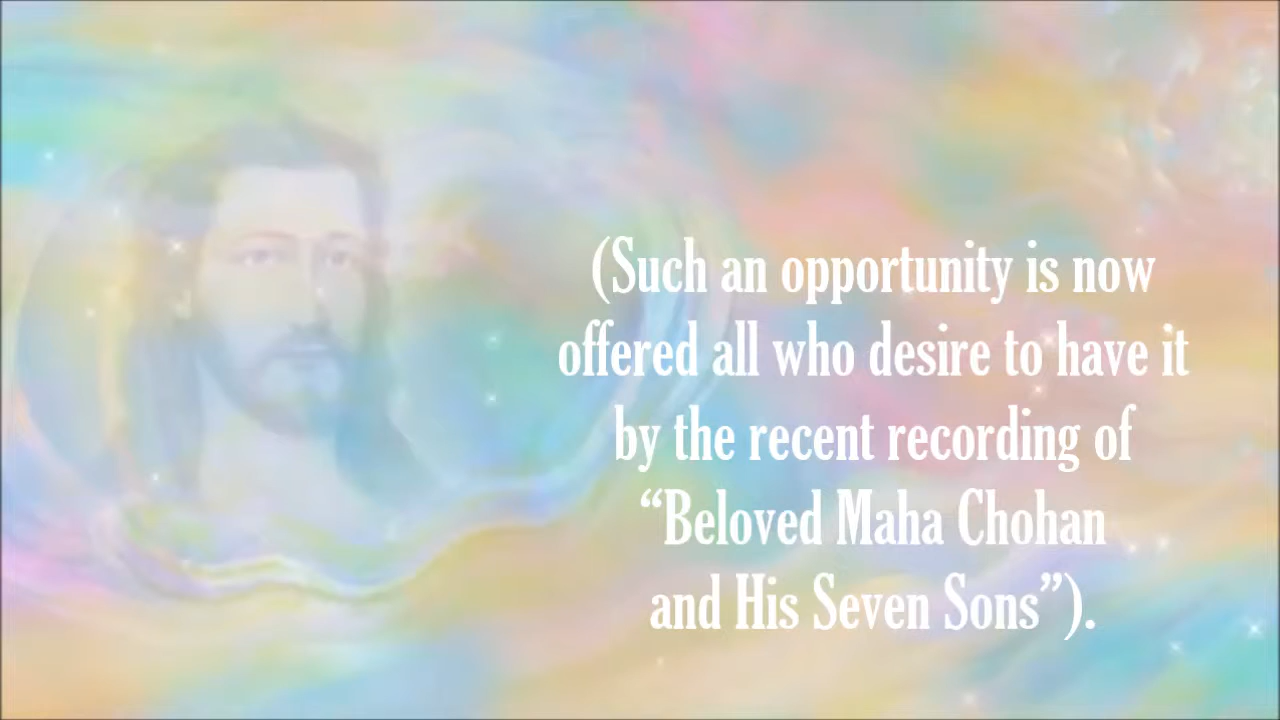 (Such an opportunity is now
offered all who desire to have it
by the recent recording of
“Beloved Maha Chohan
and His Seven Sons”).